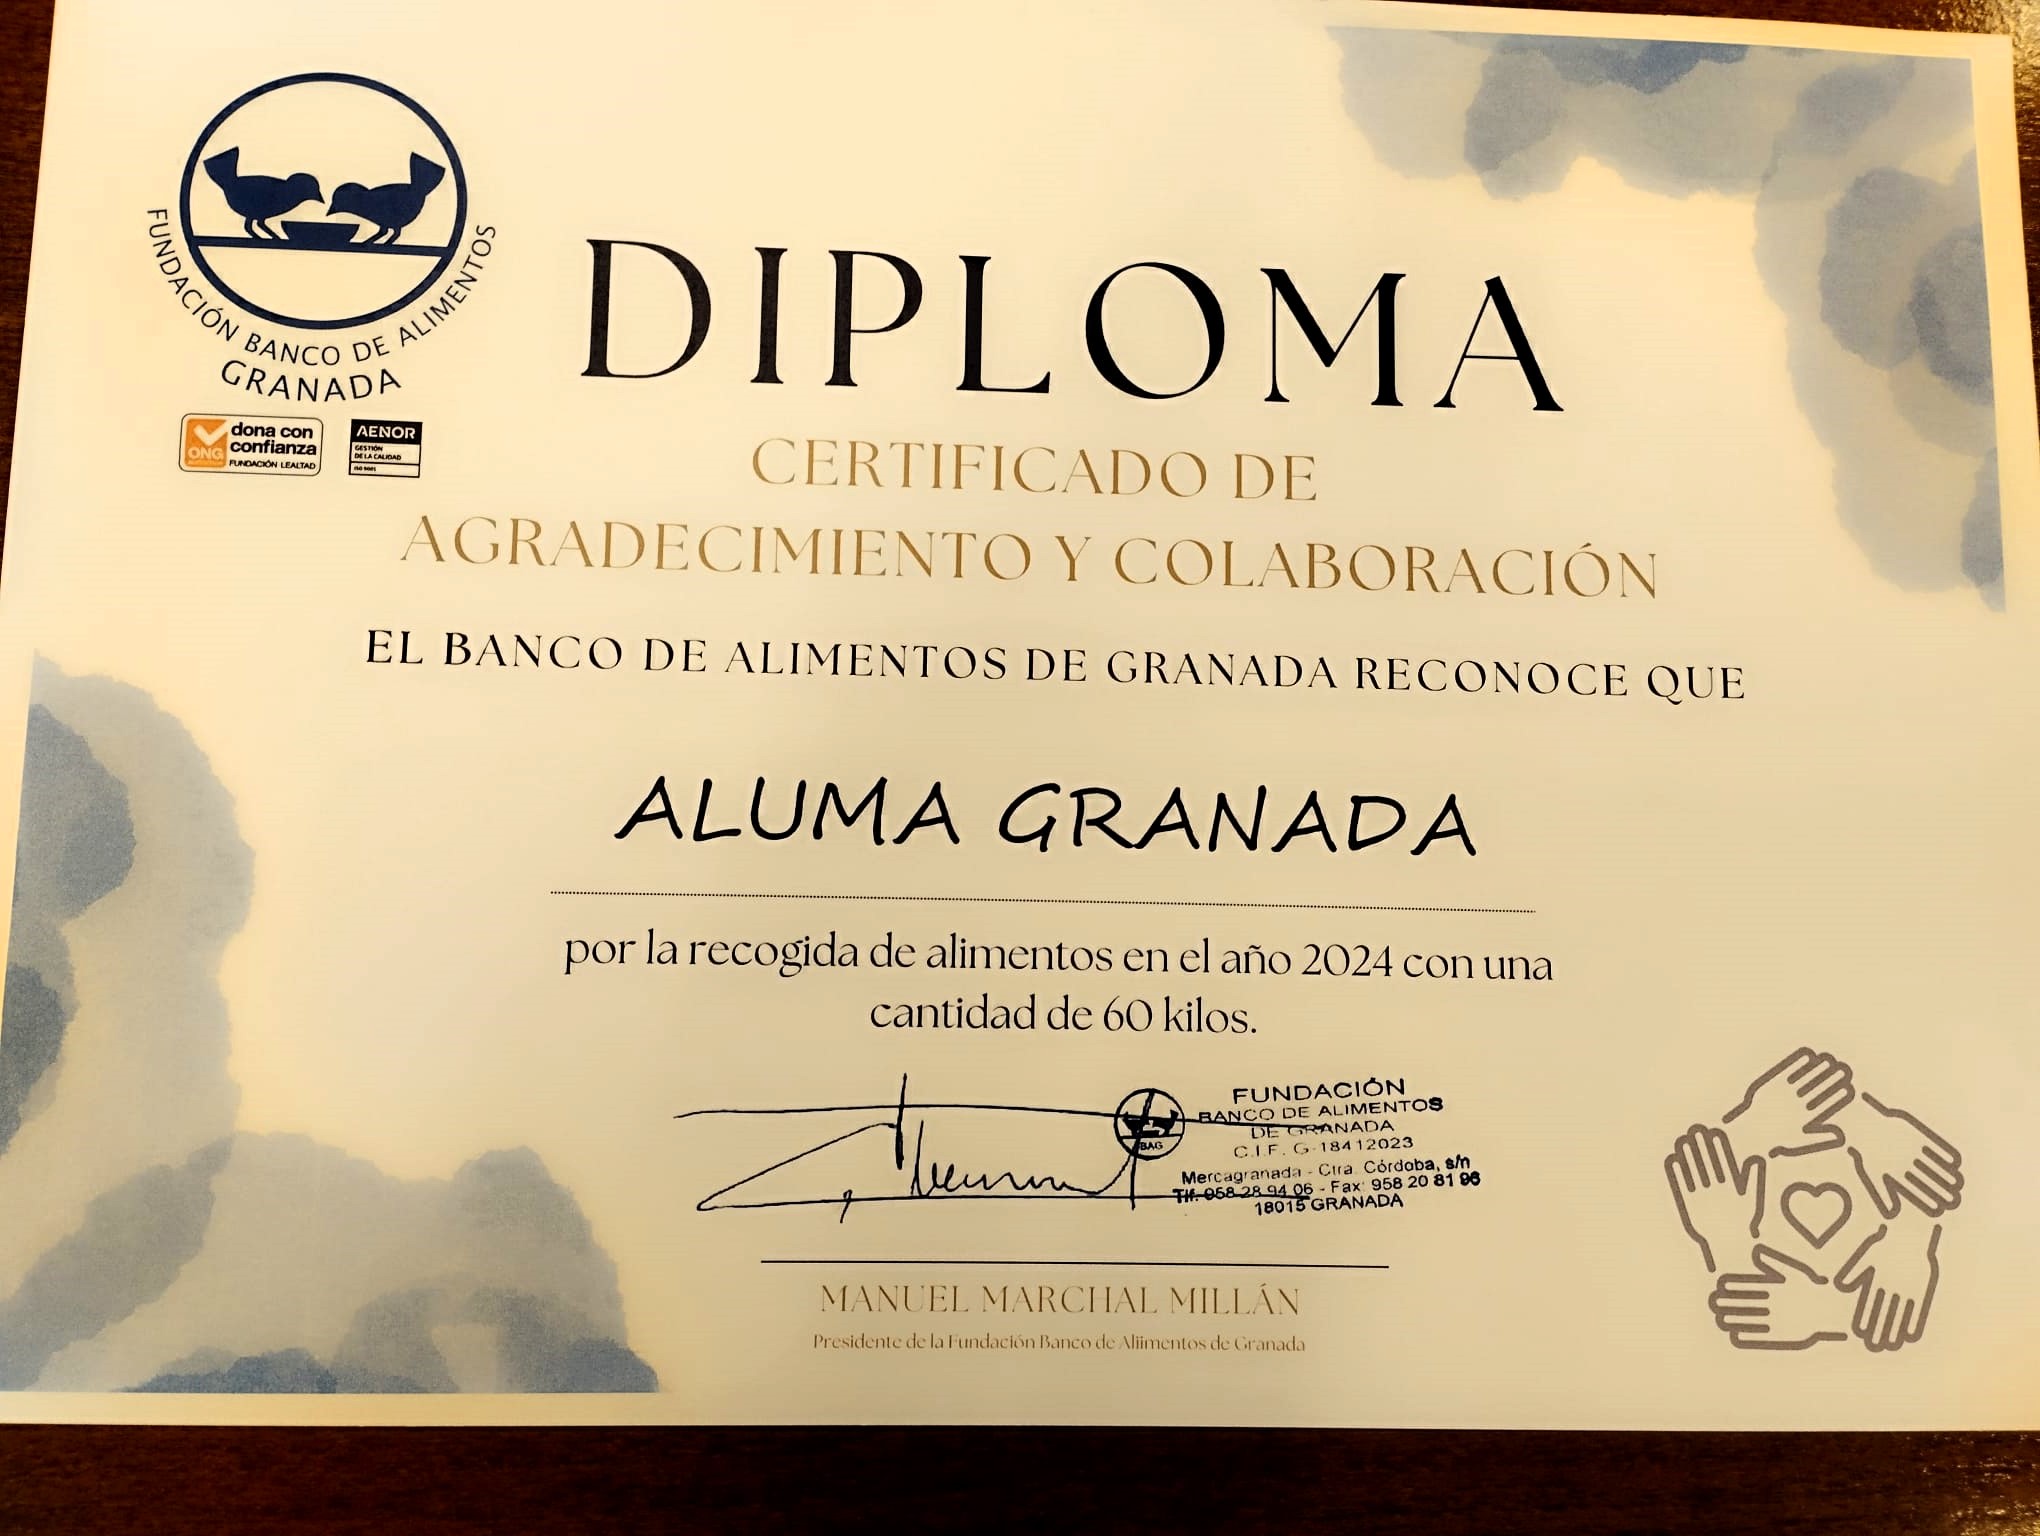 FUNDACIÓN BANCO DE ALIMENTOS
GRANADA
ONG
dona con
confianza
FUNDACIÓN LEALTAD
AENOR
GESTIÓN
DE LA CALIDAD
ISO 9001
DIPLOMA
CERTIFICADO DE
AGRADECIMIENTO Y COLABORACIÓN
EL BANCO DE ALIMENTOS DE GRANADA RECONOCE QUE
ALUMA GRANADA
por la recogida de alimentos en el año 2024 con una
cantidad de 60 kilos.
BAG
FUNDACIÓN
BANCO DE ALIMENTOS
DE GRANADA
C.I.F. G-18412023
Mercagranada - Ctra. Córdoba, s/n
Tlf. 958 28 94 06 - Fax: 958 20 81 96
18015 GRANADA
MANUEL MARCHAL MILLÁN
Presidente de la Fundación Banco de Aliimentos de Granada